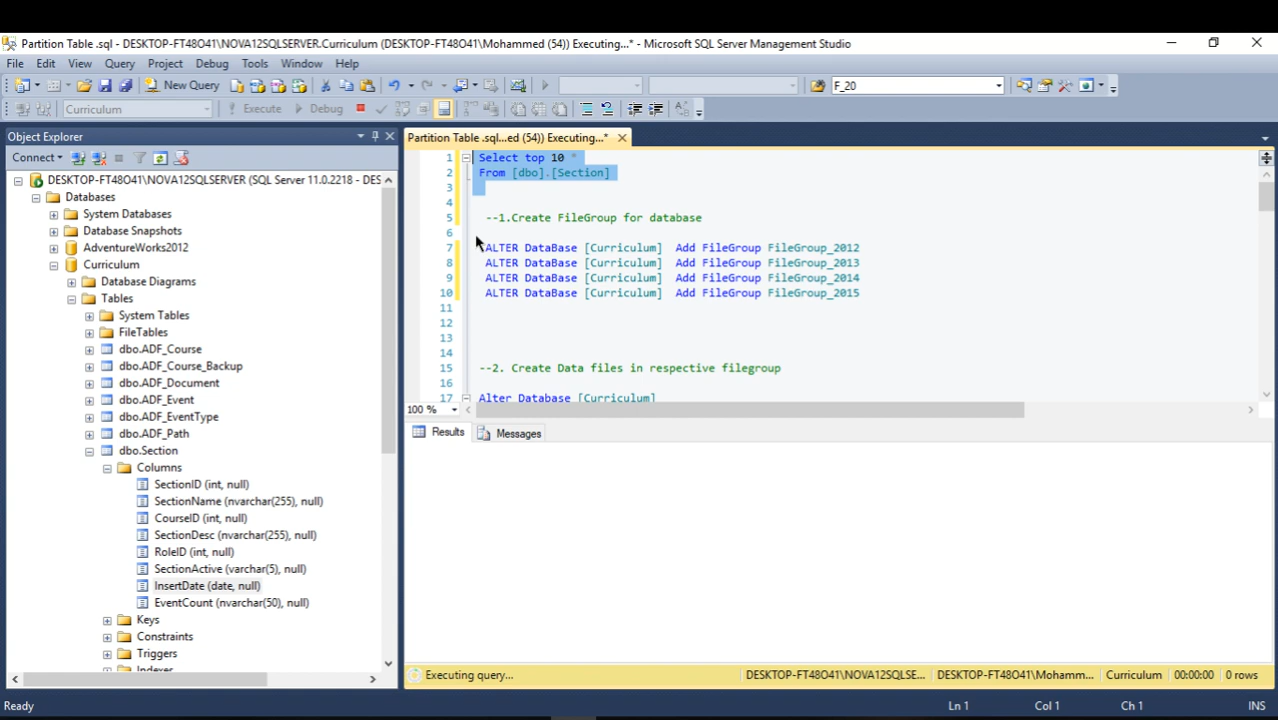 Partition Table .sql - DESKTOP-FT48O41\NOVA12SQLSERVER.Curriculum (DESKTOP-FT48O41\Mohammed (54)) Executing...* - Microsoft SQL Server Management Studio
File Edit View Query Project Debug Tools Window Help
New Query F_20
Curriculum Execute Debug
Object Explorer
Connect
DESKTOP-FT48O41\NOVA12SQLSERVER (SQL Server 11.0.2218 - DES
Databases
System Databases
Database Snapshots
AdventureWorks2012
Curriculum
Database Diagrams
Tables
System Tables
FileTables
dbo.ADF_Course
dbo.ADF_Course_Backup
dbo.ADF_Document
dbo.ADF_Event
dbo.ADF_EventType
dbo.ADF_Path
dbo.Section
Columns
SectionID (int, null)
SectionName (nvarchar(255), null)
CourseID (int, null)
SectionDesc (nvarchar(255), null)
RoleID (int, null)
SectionActive (varchar(5), null)
InsertDate (date, null)
EventCount (nvarchar(50), null)
Keys
Constraints
Triggers
Indexes
Partition Table .sql...ed (54)) Executing...*
1 Select top 10 *
2 From [dbo].[Section]
3
4
5 --1.Create FileGroup for database
6
7 ALTER DataBase [Curriculum] Add FileGroup FileGroup_2012
8 ALTER DataBase [Curriculum] Add FileGroup FileGroup_2013
9 ALTER DataBase [Curriculum] Add FileGroup FileGroup_2014
10 ALTER DataBase [Curriculum] Add FileGroup FileGroup_2015
11
12
13
14
15 --2. Create Data files in respective filegroup
16
17 Alter Database [Curriculum]
100 %
Results Messages
Executing query... DESKTOP-FT48O41\NOVA12SQLSE... DESKTOP-FT48O41\Mohamm... Curriculum 00:00:00 0 rows
Ready Ln 1 Col 1 Ch 1 INS